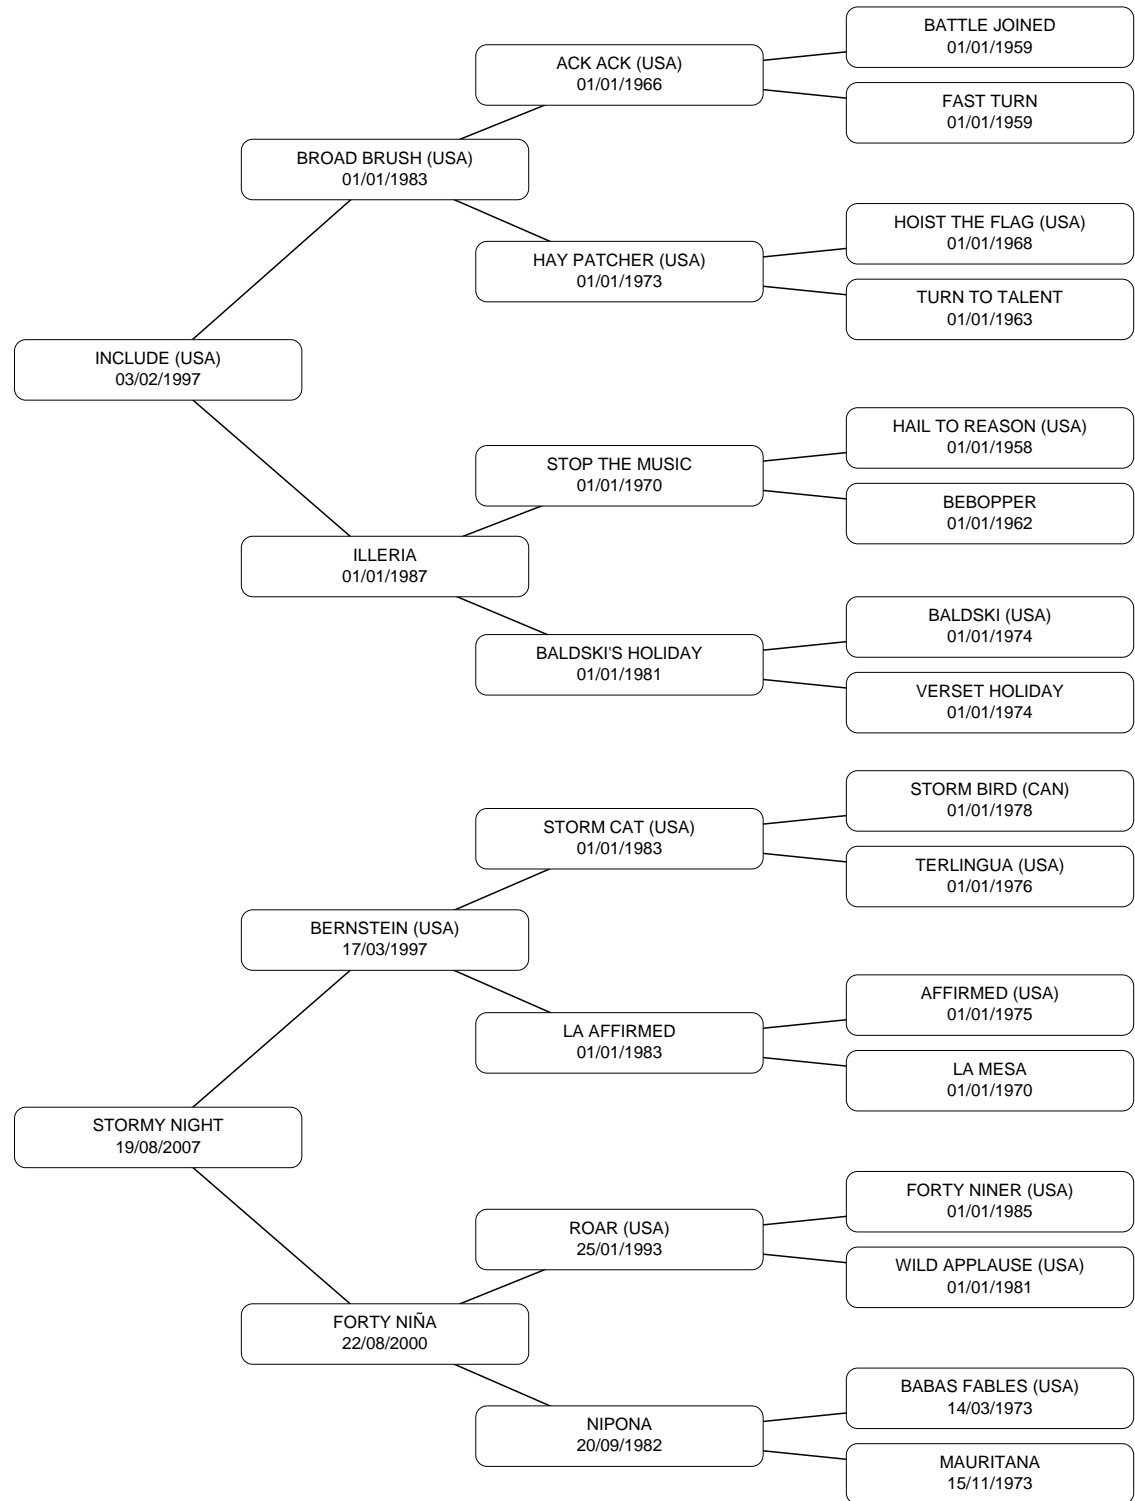 BATTLE JOINED
01/01/1959
ACK ACK (USA)
01/01/1966
FAST TURN
01/01/1959
BROAD BRUSH (USA)
01/01/1983
HOIST THE FLAG (USA)
01/01/1968
HAY PATCHER (USA)
01/01/1973
TURN TO TALENT
01/01/1963
INCLUDE (USA)
03/02/1997
HAIL TO REASON (USA)
01/01/1958
STOP THE MUSIC
01/01/1970
BEBOPPER
01/01/1962
ILLERIA
01/01/1987
BALDSKI (USA)
01/01/1974
BALDSKI'S HOLIDAY
01/01/1981
VERSET HOLIDAY
01/01/1974
STORM BIRD (CAN)
01/01/1978
STORM CAT (USA)
01/01/1983
TERLINGUA (USA)
01/01/1976
BERNSTEIN (USA)
17/03/1997
AFFIRMED (USA)
01/01/1975
LA AFFIRMED
01/01/1983
LA MESA
01/01/1970
STORMY NIGHT
19/08/2007
FORTY NINER (USA)
01/01/1985
ROAR (USA)
25/01/1993
WILD APPLAUSE (USA)
01/01/1981
FORTY NIÑA
22/08/2000
BABAS FABLES (USA)
14/03/1973
NIPONA
20/09/1982
MAURITANA
15/11/1973